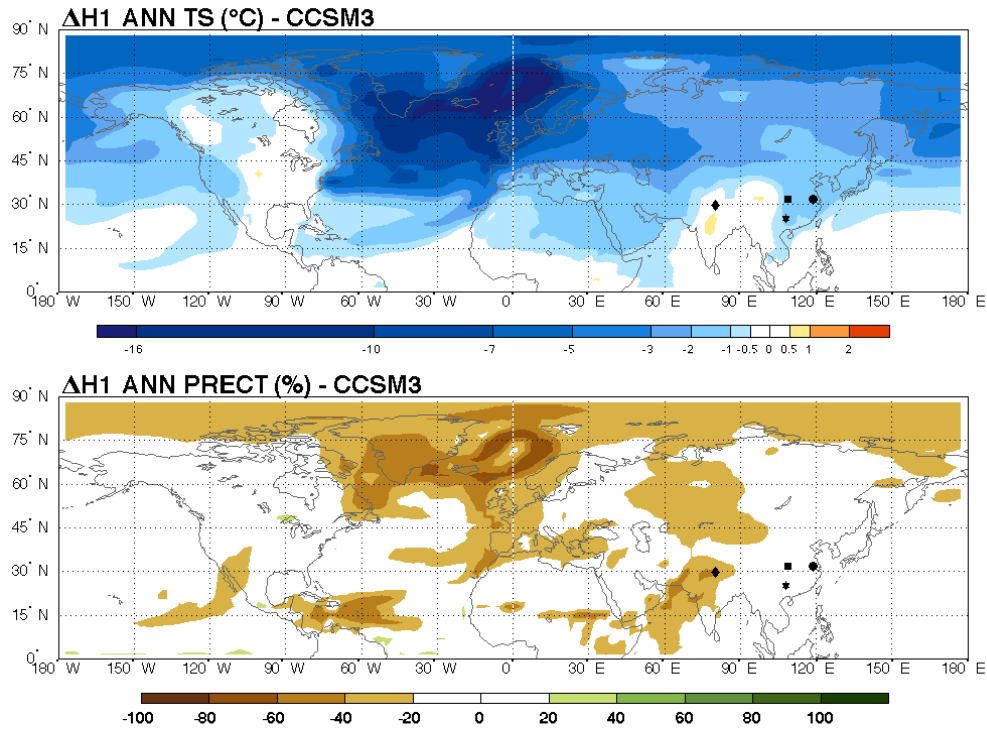 ΔH1 ANN TS (°C) - CCSM3
90° N
75° N
60° N
45° N
30° N
15° N
0°
180° W 150° W 120° W 90° W 60° W 30° W 0° 30° E 60° E 90° E 120° E 150° E 180° E
-16 -10 -7 -5 -3 -2 -1 -0.5 0 0.5 1 2
ΔH1 ANN PRECT (%) - CCSM3
90° N
75° N
60° N
45° N
30° N
15° N
0°
180° W 150° W 120° W 90° W 60° W 30° W 0° 30° E 60° E 90° E 120° E 150° E 180° E
-100 -80 -60 -40 -20 0 20 40 60 80 100